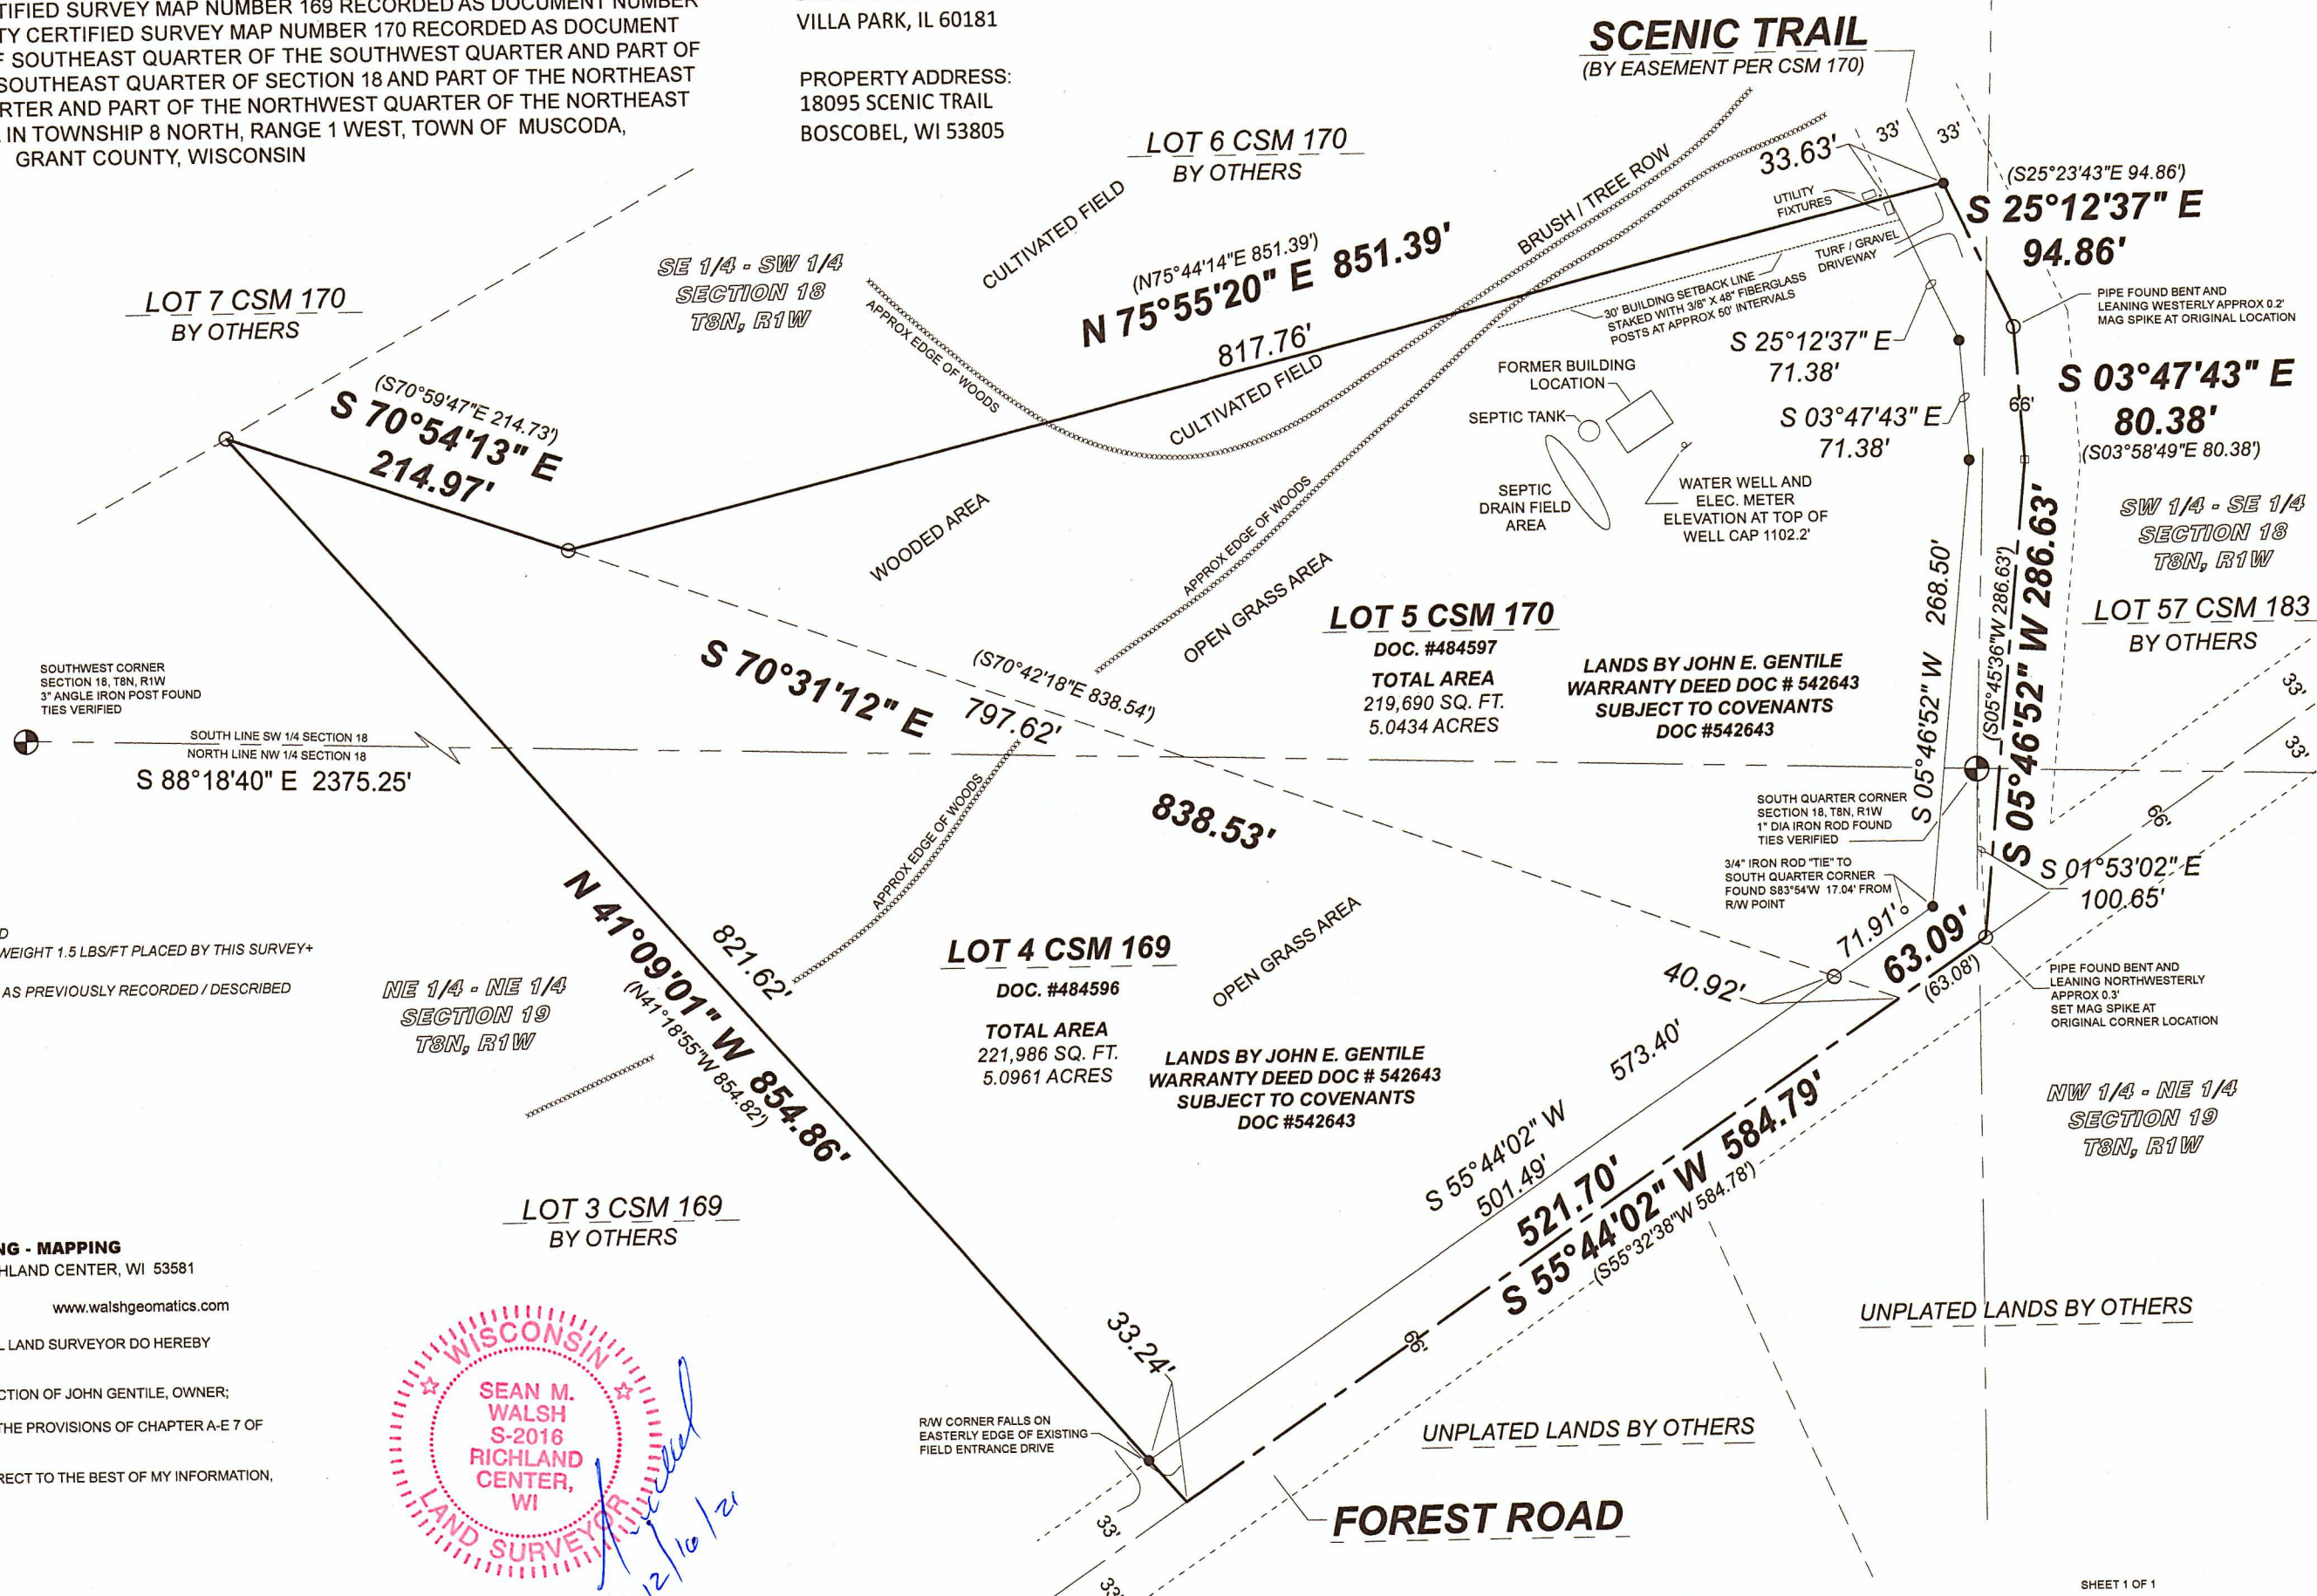 TIFIED SURVEY MAP NUMBER 169 RECORDED AS DOCUMENT NUMBER
TY CERTIFIED SURVEY MAP NUMBER 170 RECORDED AS DOCUMENT
F SOUTHEAST QUARTER OF THE SOUTHWEST QUARTER AND PART OF
SOUTHEAST QUARTER OF SECTION 18 AND PART OF THE NORTHEAST
RTER AND PART OF THE NORTHWEST QUARTER OF THE NORTHEAST
IN TOWNSHIP 8 NORTH, RANGE 1 WEST, TOWN OF MUSCODA,
GRANT COUNTY, WISCONSIN
VILLA PARK, IL 60181
PROPERTY ADDRESS:
18095 SCENIC TRAIL
BOSCOBEL, WI 53805
SCENIC TRAIL
(BY EASEMENT PER CSM 170)
LOT 6 CSM 170
BY OTHERS
33.63'
33'
33'
(S25°23'43"E 94.86')
S 25°12'37" E
94.86'
UTILITY
FIXTURES
BRUSH / TREE ROW
CULTIVATED FIELD
(N75°44'14"E 851.39')
N 75°55'20" E 851.39'
817.76'
CULTIVATED FIELD
TURF / GRAVEL
DRIVEWAY
30' BUILDING SETBACK LINE
STAKED WITH 3/8" X 48" FIBERGLASS
POSTS AT APPROX 50' INTERVALS
SE 1/4 - SW 1/4
SECTION 18
T8N, R1W
LOT 7 CSM 170
BY OTHERS
APPROX EDGE OF WOODS
PIPE FOUND BENT AND
LEANING WESTERLY APPROX 0.2'
MAG SPIKE AT ORIGINAL LOCATION
S 25°12'37" E
71.38'
FORMER BUILDING
LOCATION
SEPTIC TANK
S 03°47'43" E
71.38'
66'
S 03°47'43" E
80.38'
(S03°58'49"E 80.38')
(S70°59'47"E 214.73')
S 70°54'13" E
214.97'
SEPTIC
DRAIN FIELD
AREA
WATER WELL AND
ELEC. METER
ELEVATION AT TOP OF
WELL CAP 1102.2'
SW 1/4 - SE 1/4
SECTION 18
T8N, R1W
WOODED AREA
APPROX EDGE OF WOODS
OPEN GRASS AREA
LOT 5 CSM 170
DOC. #484597
TOTAL AREA
219,690 SQ. FT.
5.0434 ACRES
LANDS BY JOHN E. GENTILE
WARRANTY DEED DOC # 542643
SUBJECT TO COVENANTS
DOC #542643
S 05°46'52" W 268.50'
(S05°45'36"W 286.63')
S 05°46'52" W 286.63'
LOT 57 CSM 183
BY OTHERS
33'
33'
66'
SOUTHWEST CORNER
SECTION 18, T8N, R1W
3" ANGLE IRON POST FOUND
TIES VERIFIED
SOUTH LINE SW 1/4 SECTION 18
NORTH LINE NW 1/4 SECTION 18
S 88°18'40" E 2375.25'
S 70°31'12" E
(S70°42'18"E 838.54')
797.62'
838.53'
APPROX EDGE OF WOODS
SOUTH QUARTER CORNER
SECTION 18, T8N, R1W
1" DIA IRON ROD FOUND
TIES VERIFIED
3/4" IRON ROD "TIE" TO
SOUTH QUARTER CORNER
FOUND S83°54'W 17.04' FROM
R/W POINT
S 01°53'02" E
100.65'
71.91'
63.09'
(63.08')
40.92'
PIPE FOUND BENT AND
LEANING NORTHWESTERLY
APPROX 0.3'
SET MAG SPIKE AT
ORIGINAL CORNER LOCATION
D
WEIGHT 1.5 LBS/FT PLACED BY THIS SURVEY+
AS PREVIOUSLY RECORDED / DESCRIBED
NE 1/4 - NE 1/4
SECTION 19
T8N, R1W
821.62'
N 41°09'01" W 854.86'
(N41°18'55"W 854.82')
LOT 4 CSM 169
DOC. #484596
TOTAL AREA
221,986 SQ. FT.
5.0961 ACRES
OPEN GRASS AREA
LANDS BY JOHN E. GENTILE
WARRANTY DEED DOC # 542643
SUBJECT TO COVENANTS
DOC #542643
573.40'
S 55°44'02" W
501.49'
521.70'
S 55°44'02" W 584.79'
(S55°32'38"W 584.78')
66'
NW 1/4 - NE 1/4
SECTION 19
T8N, R1W
LOT 3 CSM 169
BY OTHERS
NG - MAPPING
HLAND CENTER, WI 53581
www.walshgeomatics.com
L LAND SURVEYOR DO HEREBY
CTION OF JOHN GENTILE, OWNER;
THE PROVISIONS OF CHAPTER A-E 7 OF
RECT TO THE BEST OF MY INFORMATION,
WISCONSIN
SEAN M.
WALSH
S-2016
RICHLAND
CENTER,
WI
LAND SURVEYOR
12/10/21
33.24'
R/W CORNER FALLS ON
EASTERLY EDGE OF EXISTING
FIELD ENTRANCE DRIVE
33'
33'
UNPLATED LANDS BY OTHERS
UNPLATED LANDS BY OTHERS
FOREST ROAD
SHEET 1 OF 1